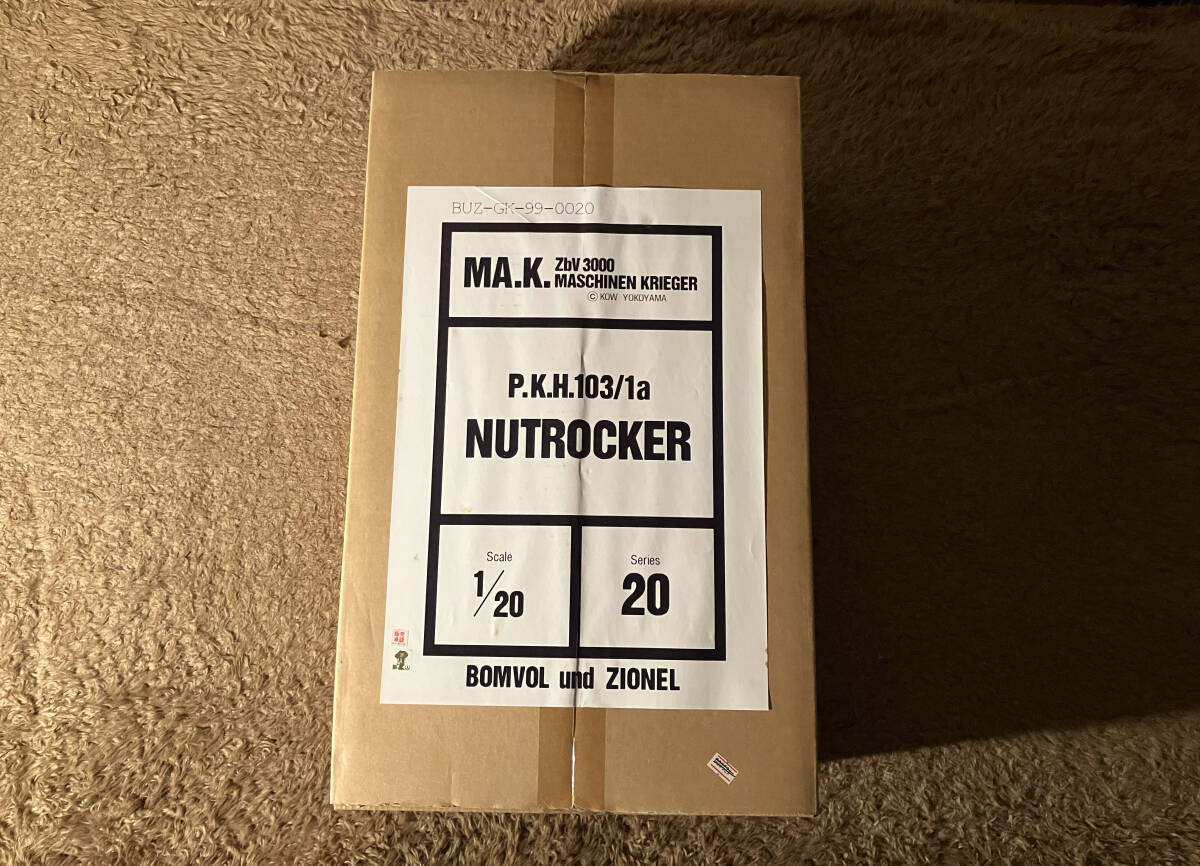 BUZ-GK-99-0020
MA.K. ZbV 3000
MASCHINEN KRIEGER
© KOW YOKOYAMA
P.K.H.103/1a
NUTROCKER
Scale
1/20
Series
20
BOMVOL und ZIONEL